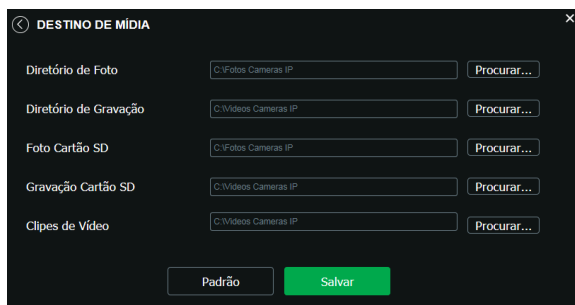 DESTINO DE MÍDIA
Diretório de Foto C:\Fotos Cameras IP Procurar...
Diretório de Gravação C:\Videos Cameras IP Procurar...
Foto Cartão SD C:\Fotos Cameras IP Procurar...
Gravação Cartão SD C:\Videos Cameras IP Procurar...
Clipes de Vídeo C:\Videos Cameras IP Procurar...
Padrão Salvar